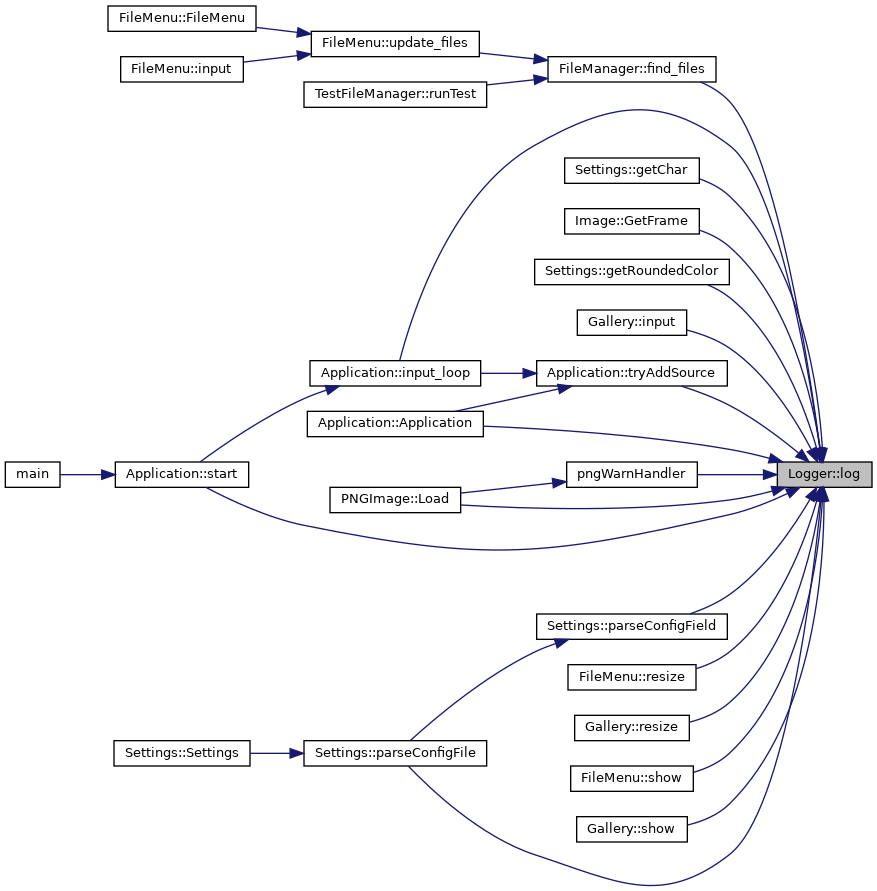 FileMenu::FileMenu
FileMenu::update_files
FileMenu::input
FileManager::find_files
TestFileManager::runTest
Settings::getChar
Image::GetFrame
Settings::getRoundedColor
Gallery::input
Application::input_loop
Application::tryAddSource
Application::Application
main
Application::start
pngWarnHandler
Logger::log
PNGImage::Load
Settings::parseConfigField
FileMenu::resize
Gallery::resize
Settings::Settings
Settings::parseConfigFile
FileMenu::show
Gallery::show